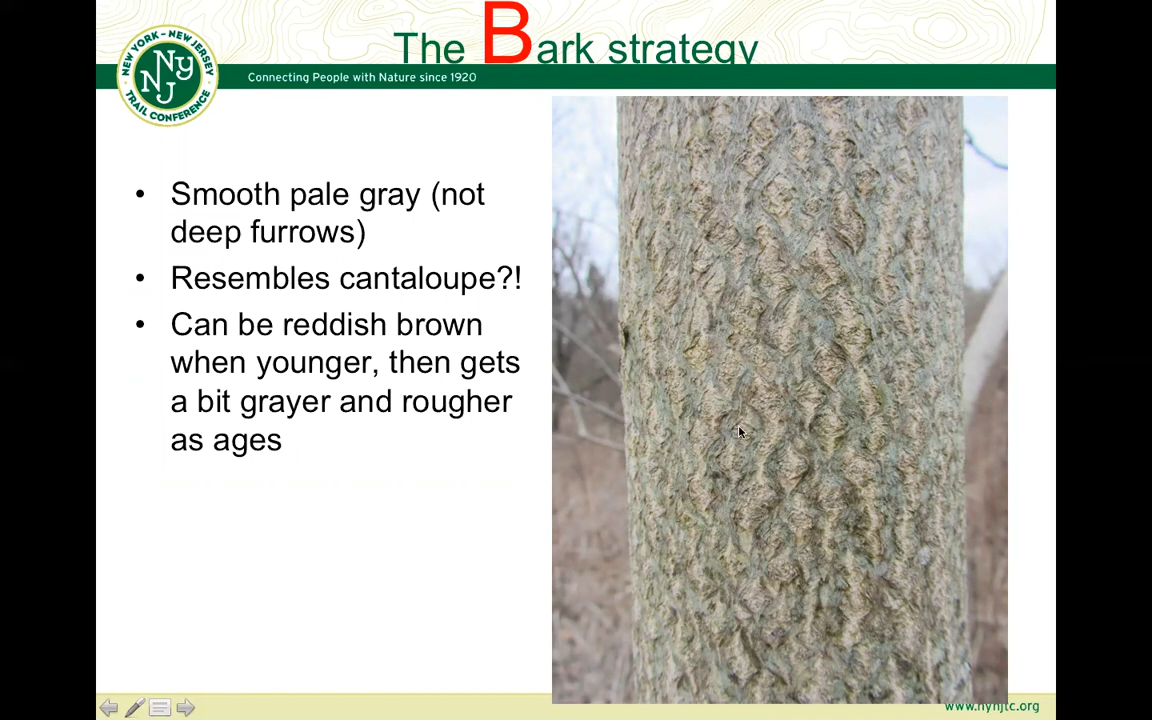 The Bark strategy
NEW YORK - NEW JERSEY
NY
NJ
TRAIL CONFERENCE
Connecting People with Nature since 1920
• Smooth pale gray (not
deep furrows)
• Resembles cantaloupe?!
• Can be reddish brown
when younger, then gets
a bit grayer and rougher
as ages
www.nynjtc.org